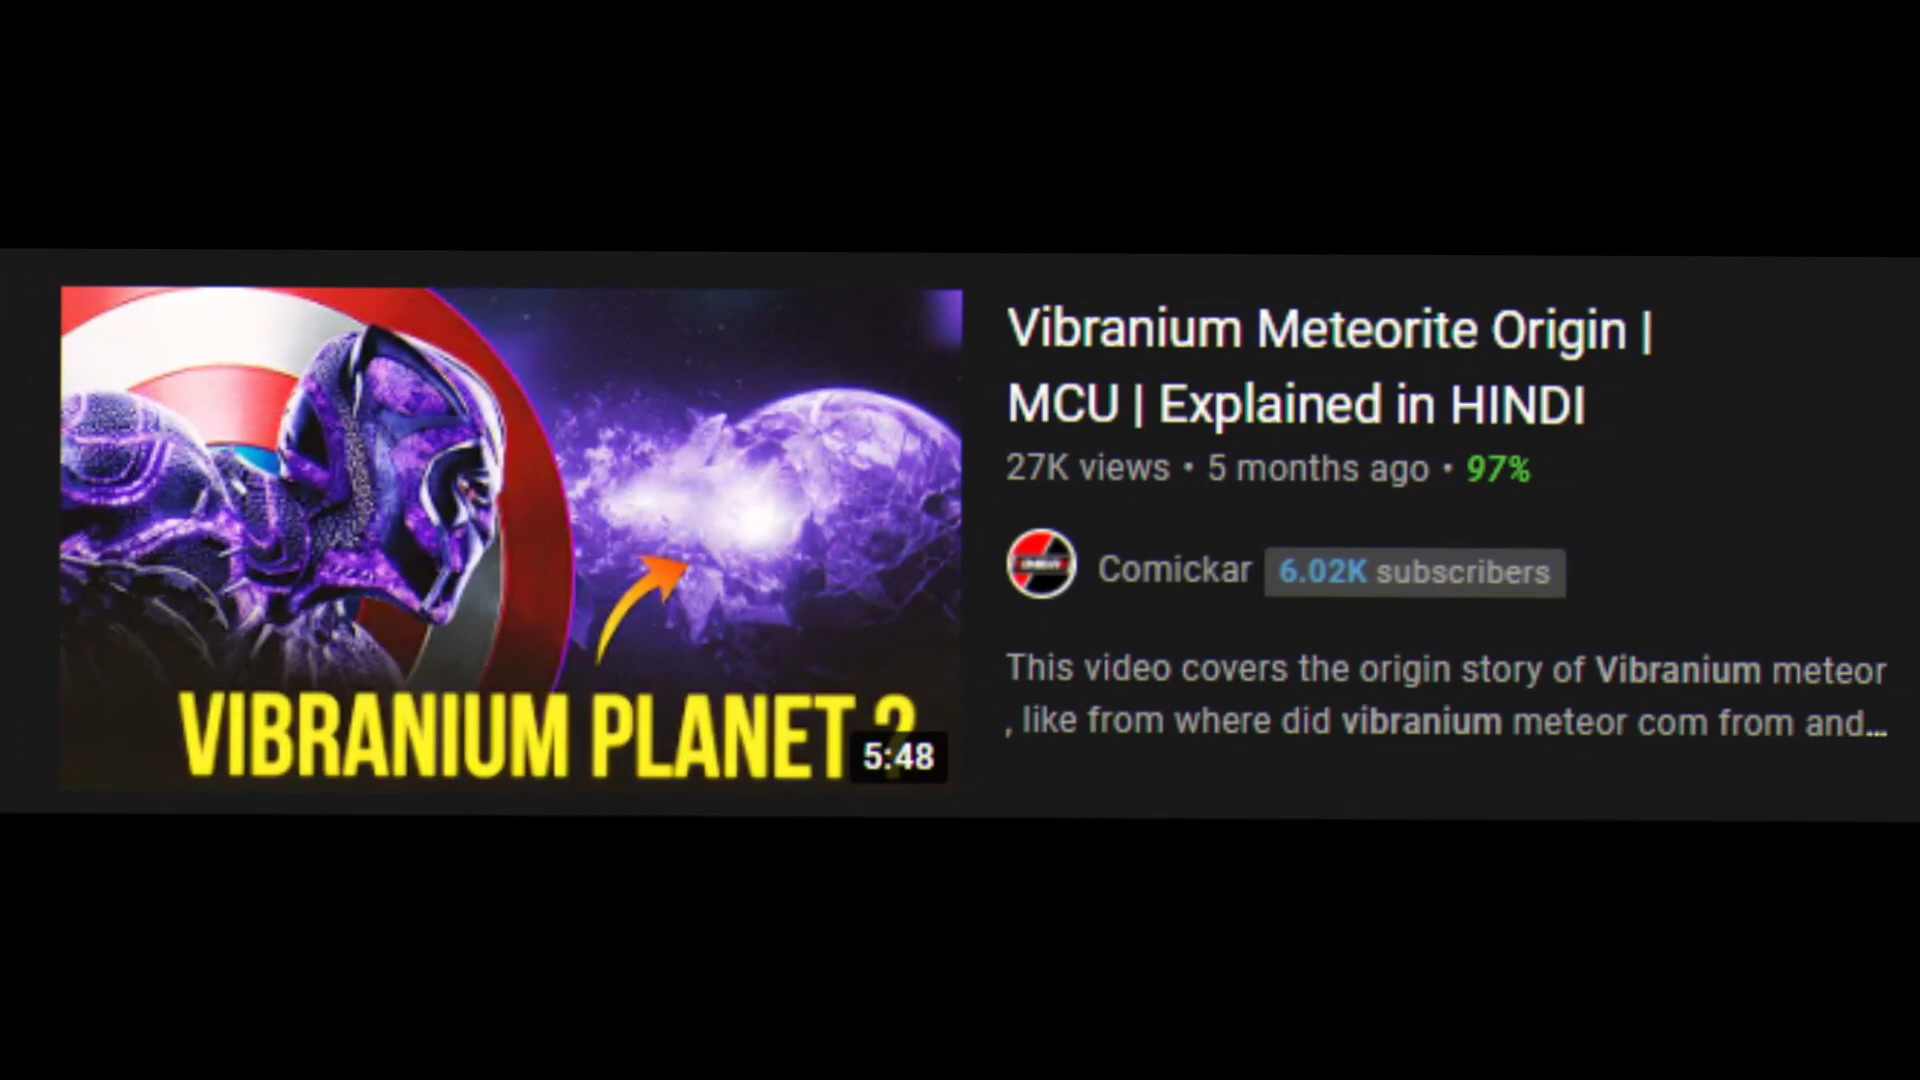 VIBRANIUM PLANET ?
5:48
Vibranium Meteorite Origin |
MCU | Explained in HINDI
27K views • 5 months ago • 97%
Comickar 6.02K subscribers
This video covers the origin story of Vibranium meteor
, like from where did vibranium meteor com from and...